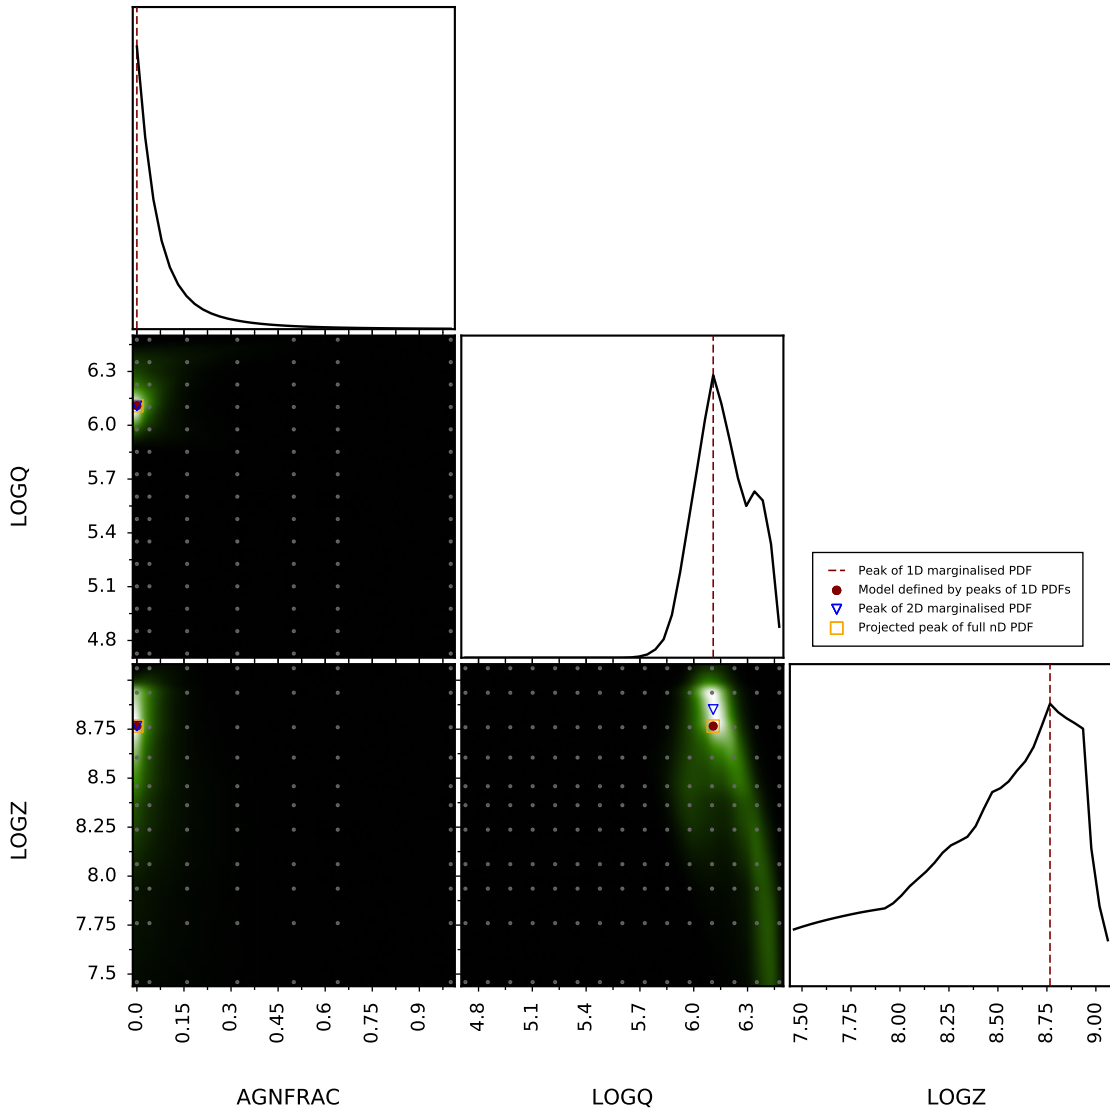 LOGQ
6.3
6.0
5.7
5.4
5.1
4.8
Peak of 1D marginalised PDF
Model defined by peaks of 1D PDFs
Peak of 2D marginalised PDF
Projected peak of full nD PDF
LOGZ
8.75
8.5
8.25
8.0
7.75
7.5
0.0 0.15 0.3 0.45 0.6 0.75 0.9
4.8 5.1 5.4 5.7 6.0 6.3
7.50 7.75 8.00 8.25 8.50 8.75 9.00
AGNFRAC LOGQ LOGZ